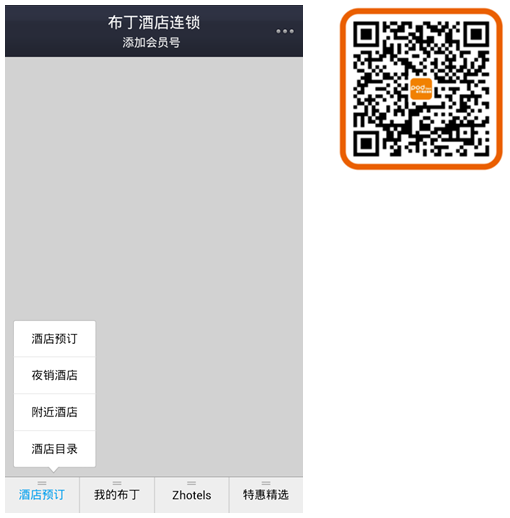 布丁酒店连锁
添加会员号
酒店预订
夜销酒店
附近酒店
酒店目录
酒店预订
我的布丁
Zhotels
特惠精选
pod